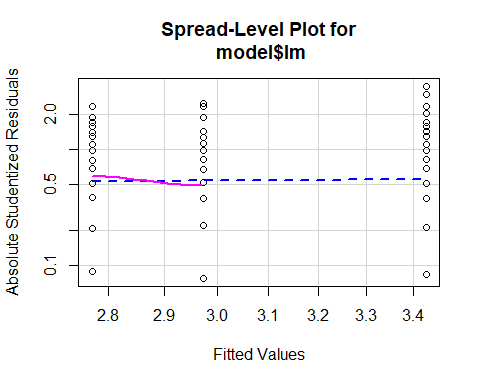 Spread-Level Plot for
model$lm
Absolute Studentized Residuals
2.0
0.5
0.1
2.8 2.9 3.0 3.1 3.2 3.3 3.4
Fitted Values